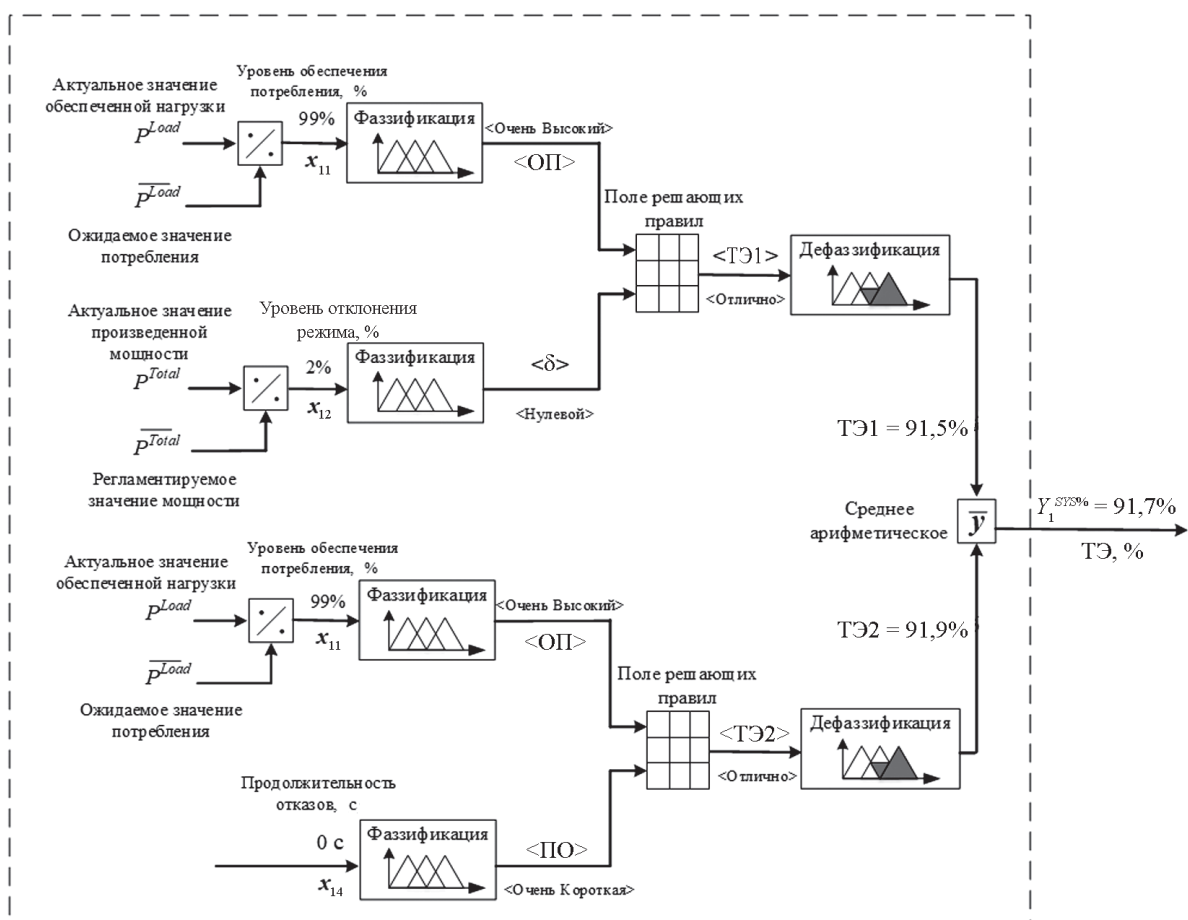 Актуальное значение
обеспеченной нагрузки
P^Load
P̅^Load
Ожидаемое значение
потребления
Уровень обеспечения
потребления, %
99%
x₁₁
Фаззификация
<Очень Высокий>
<ОП>
Поле решающих
правил
<ТЭ1>
<Отлично>
Дефаззификация
Актуальное значение
произведенной
мощности
P^Total
P̅^Total
Регламентируемое
значение мощности
Уровень отклонения
режима, %
2%
x₁₂
Фаззификация
<δ>
<Нулевой>
ТЭ1 = 91,5%
Среднее
арифметическое
y̅
Y₁^SYS% = 91,7%
ТЭ, %
ТЭ2 = 91,9%
Актуальное значение
обеспеченной нагрузки
P^Load
P̅^Load
Ожидаемое значение
потребления
Уровень обеспечения
потребления, %
99%
x₁₁
Фаззификация
<Очень Высокий>
<ОП>
Поле решающих
правил
<ТЭ2>
<Отлично>
Дефаззификация
Продолжительность
отказов, с
0 с
x₁₄
Фаззификация
<ПО>
<Очень Короткая>